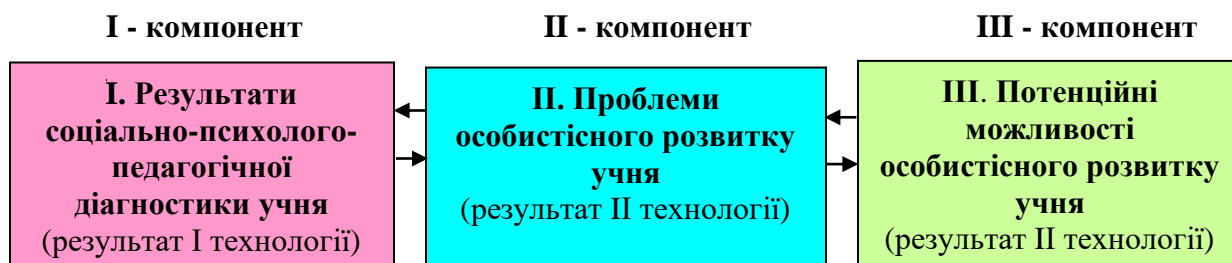 I - компонент
II - компонент
III - компонент
I. Результати
соціально-психолого-
педагогічної
діагностики учня
(результат I технології)
II. Проблеми
особистісного розвитку
учня
(результат II технології)
III. Потенційні
можливості
особистісного розвитку
учня
(результат II технології)